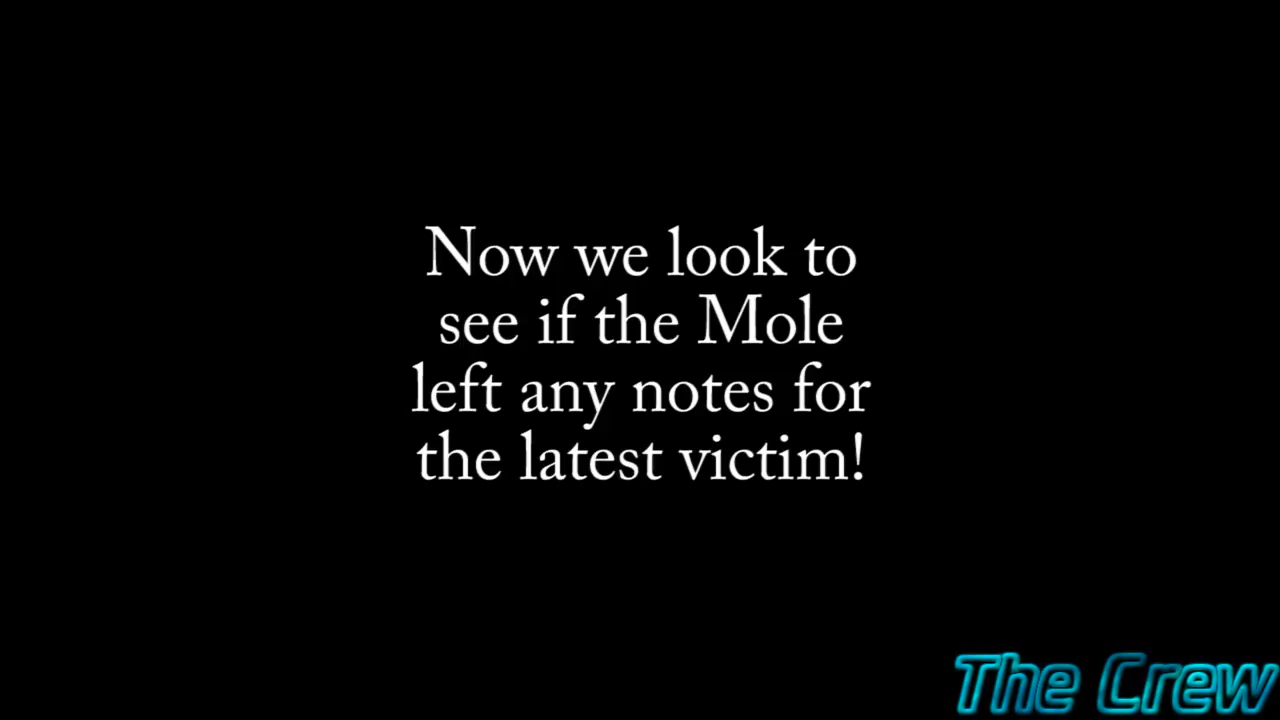 Now we look to
see if the Mole
left any notes for
the latest victim!
The Crew